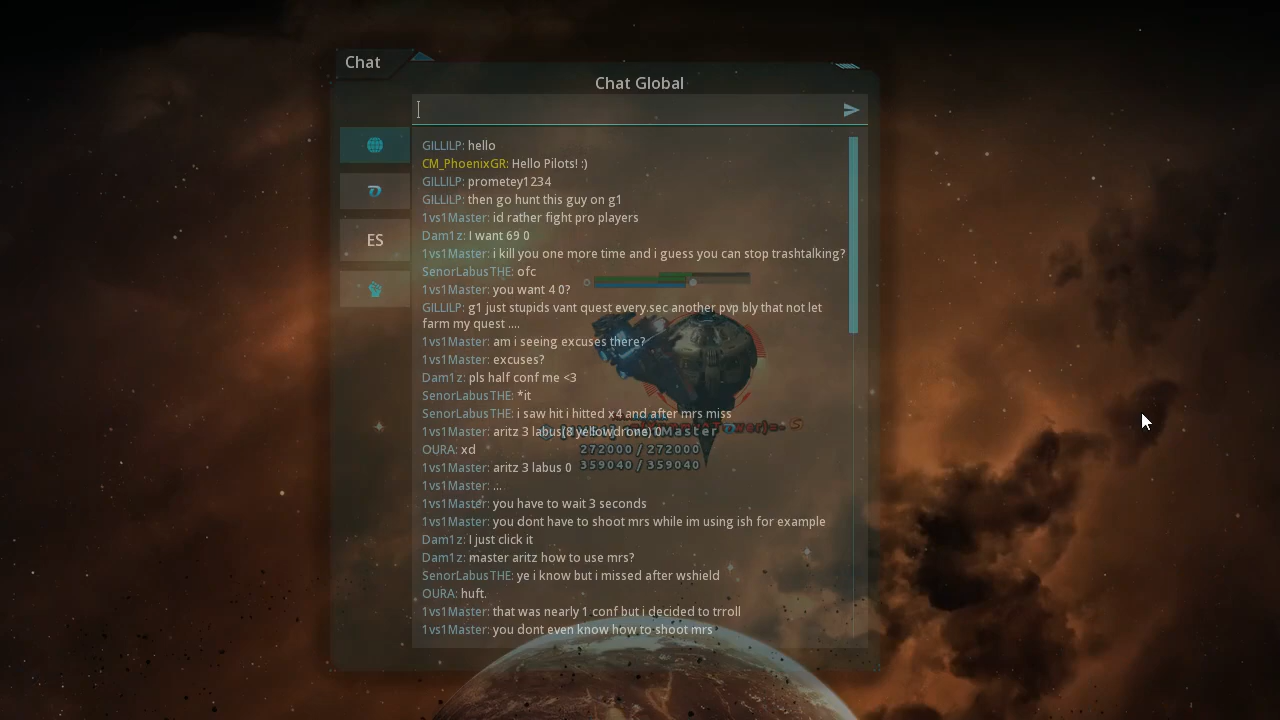 Chat
Chat Global
ES
GILLILP: hello
CM_PhoenixGR: Hello Pilots! :)
GILLILP: prometey1234
GILLILP: then go hunt this guy on g1
1vs1Master: id rather fight pro players
Dam1z: I want 69 0
1vs1Master: i kill you one more time and i guess you can stop trashtalking?
SenorLabusTHE: ofc
1vs1Master: you want 4 0?
GILLILP: g1 just stupids vant quest every.sec another pvp bly that not let
farm my quest ....
1vs1Master: am i seeing excuses there?
1vs1Master: excuses?
Dam1z: pls half conf me <3
SenorLabusTHE: *it
SenorLabusTHE: i saw hit i hitted x4 and after mrs miss
1vs1Master: aritz 3 labus(8 yellowdrone) 0
OURA: xd
272000 / 272000
359040 / 359040
1vs1Master: aritz 3 labus 0
1vs1Master: .:.
1vs1Master: you have to wait 3 seconds
1vs1Master: you dont have to shoot mrs while im using ish for example
Dam1z: I just click it
Dam1z: master aritz how to use mrs?
SenorLabusTHE: ye i know but i missed after wshield
OURA: huft.
1vs1Master: that was nearly 1 conf but i decided to trroll
1vs1Master: you dont even know how to shoot mrs